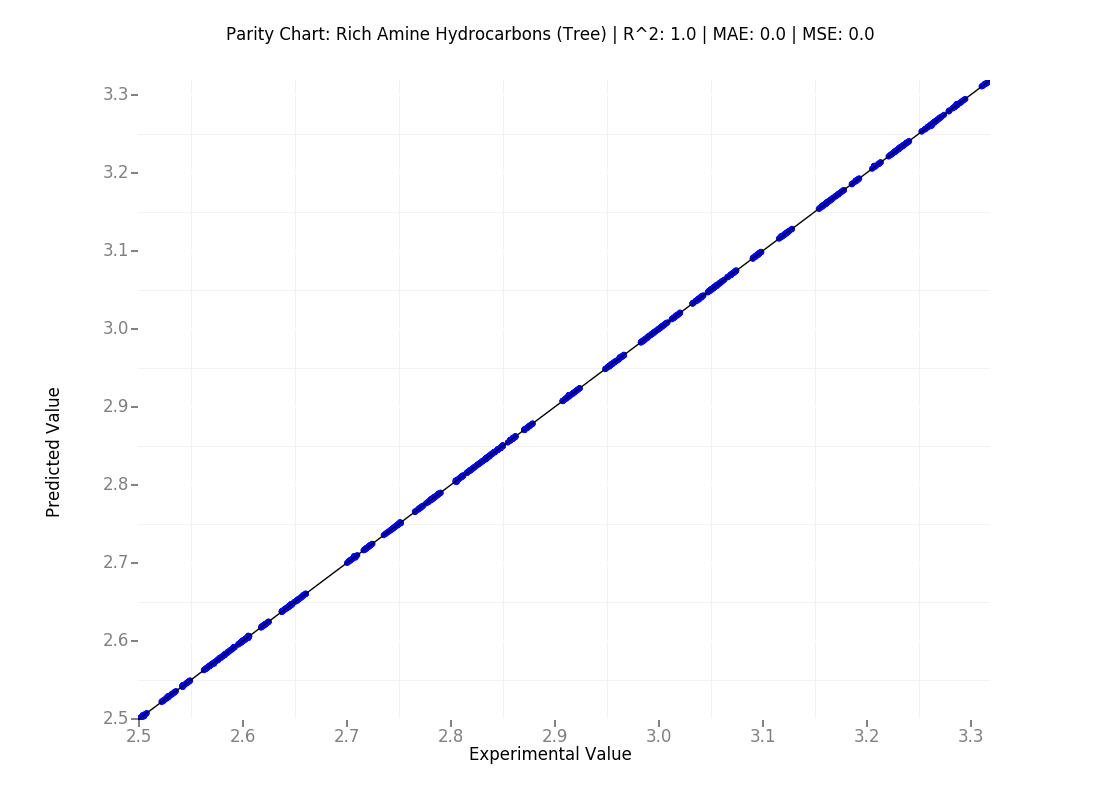 Parity Chart: Rich Amine Hydrocarbons (Tree) | R^2: 1.0 | MAE: 0.0 | MSE: 0.0
3.3
3.2
3.1
3.0
2.9
2.8
2.7
2.6
2.5
Predicted Value
2.5 2.6 2.7 2.8 2.9 3.0 3.1 3.2 3.3
Experimental Value